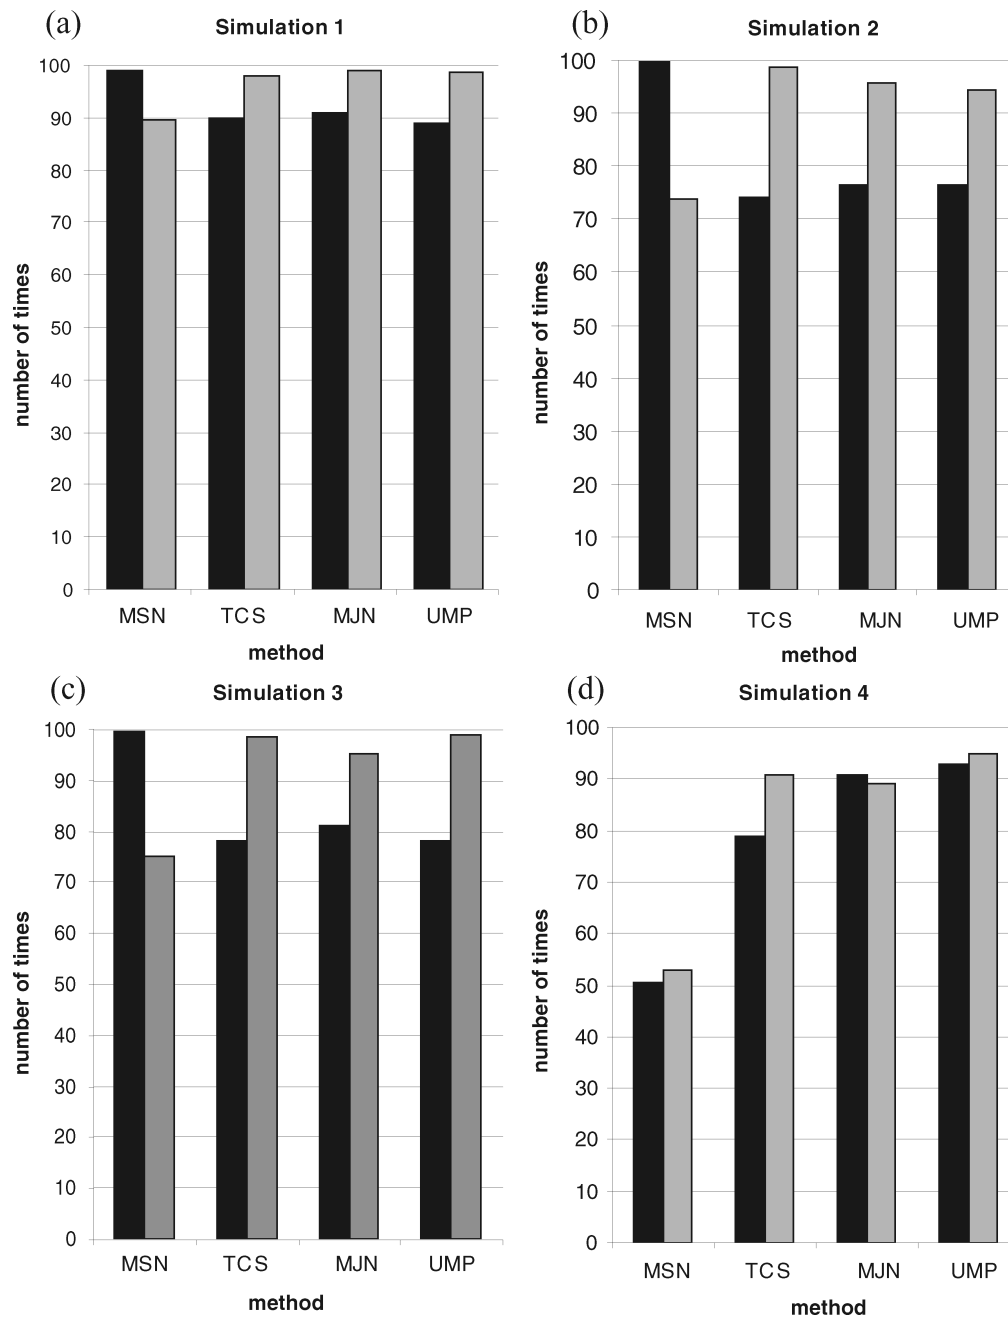 (a) Simulation 1
100
90
80
70
60
50
40
30
20
10
0
number of times
MSN TCS MJN UMP
method
(b) Simulation 2
100
90
80
70
60
50
40
30
20
10
0
number of times
MSN TCS MJN UMP
method
(c) Simulation 3
100
90
80
70
60
50
40
30
20
10
0
number of times
MSN TCS MJN UMP
method
(d) Simulation 4
100
90
80
70
60
50
40
30
20
10
0
number of times
MSN TCS MJN UMP
method